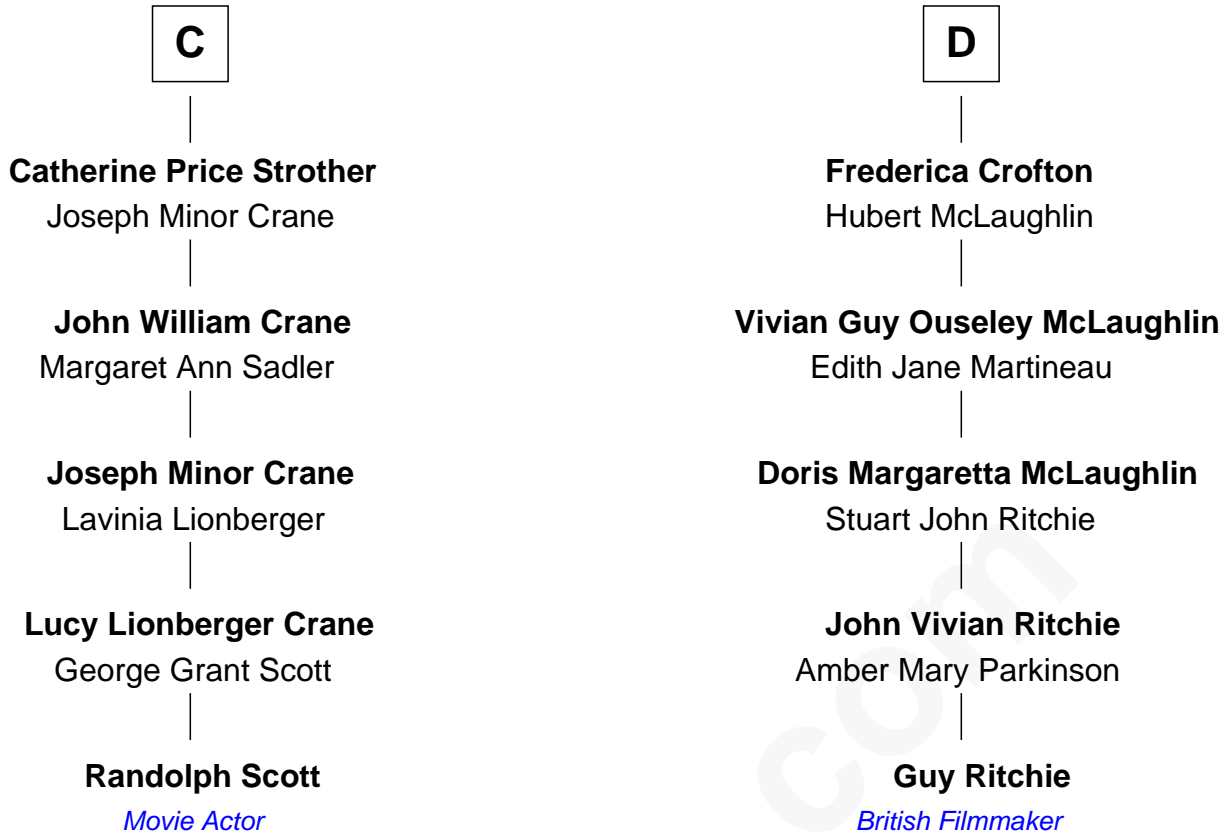 C
Catherine Price Strother
Joseph Minor Crane
John William Crane
Margaret Ann Sadler
Joseph Minor Crane
Lavinia Lionberger
Lucy Lionberger Crane
George Grant Scott
Randolph Scott
Movie Actor
D
Frederica Crofton
Hubert McLaughlin
Vivian Guy Ouseley McLaughlin
Edith Jane Martineau
Doris Margaretta McLaughlin
Stuart John Ritchie
John Vivian Ritchie
Amber Mary Parkinson
Guy Ritchie
British Filmmaker
com